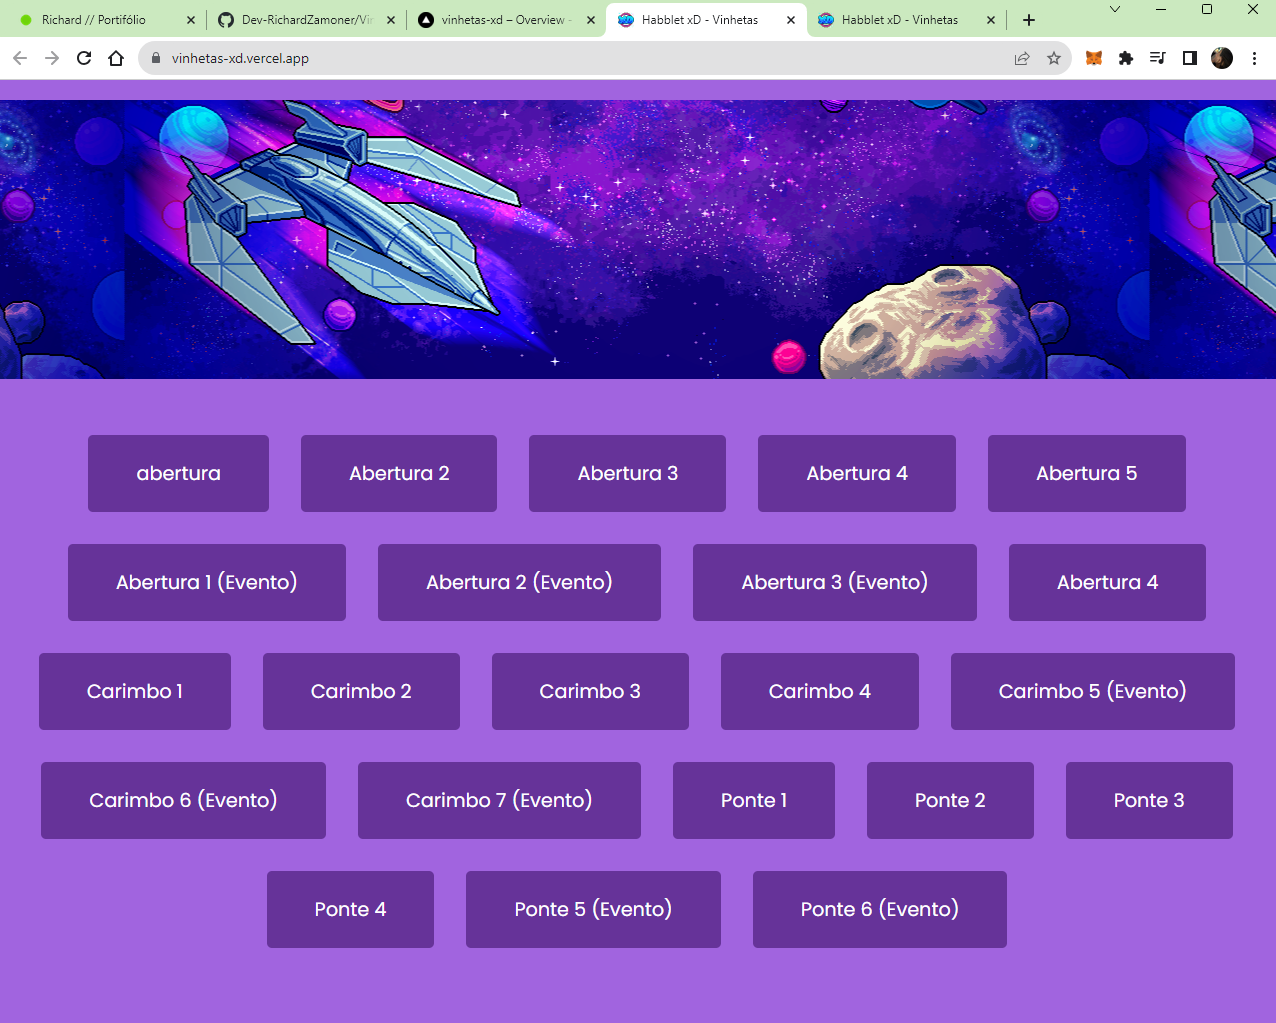 Richard // Portifólio
Dev-RichardZamoner/Vir
vinhetas-xd – Overview -
Habblet xD - Vinhetas
Habblet xD - Vinhetas
vinhetas-xd.vercel.app
abertura
Abertura 2
Abertura 3
Abertura 4
Abertura 5
Abertura 1 (Evento)
Abertura 2 (Evento)
Abertura 3 (Evento)
Abertura 4
Carimbo 1
Carimbo 2
Carimbo 3
Carimbo 4
Carimbo 5 (Evento)
Carimbo 6 (Evento)
Carimbo 7 (Evento)
Ponte 1
Ponte 2
Ponte 3
Ponte 4
Ponte 5 (Evento)
Ponte 6 (Evento)